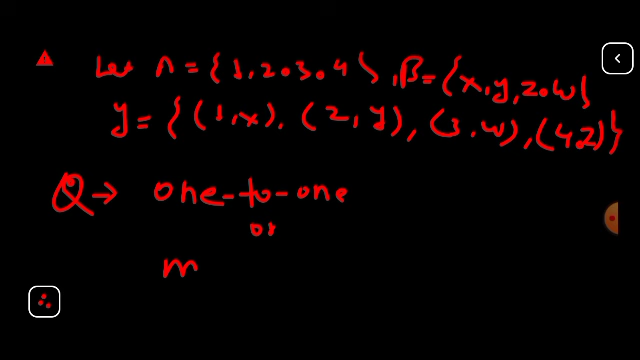 Let A = {1,2,3,4}, B = {x,y,z,w}
y = {(1,x), (2,y), (3,w), (4,z)}
Q → one-to-one
or
m